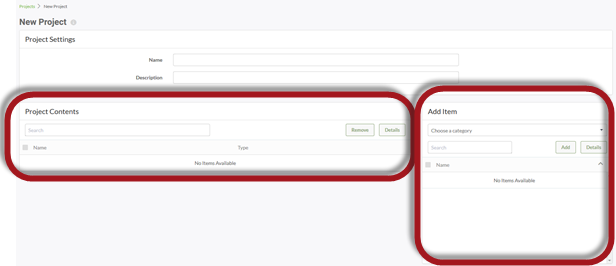 Projects > New Project
New Project
Project Settings
Name
Description
Project Contents
Search
Remove
Details
Name
Type
No Items Available
Add Item
Choose a category
Search
Add
Details
Name
No Items Available